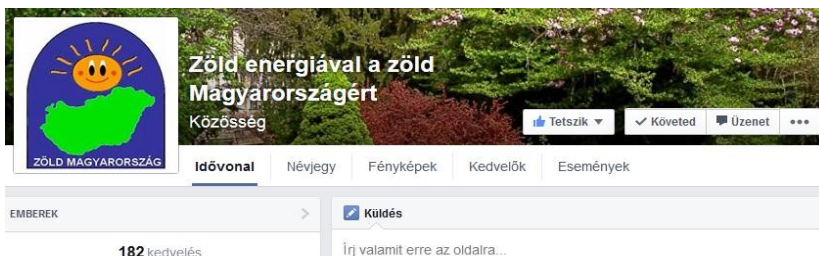 Zöld energiával a zöld
Magyarországért
Közösség
ZÖLD MAGYARORSZÁG
Tetszik
Követed
Üzenet
Idővonal Névjegy Fényképek Kedvelők Események
EMBEREK
182 kedvelés
Küldés
Írj valamit erre az oldalra...